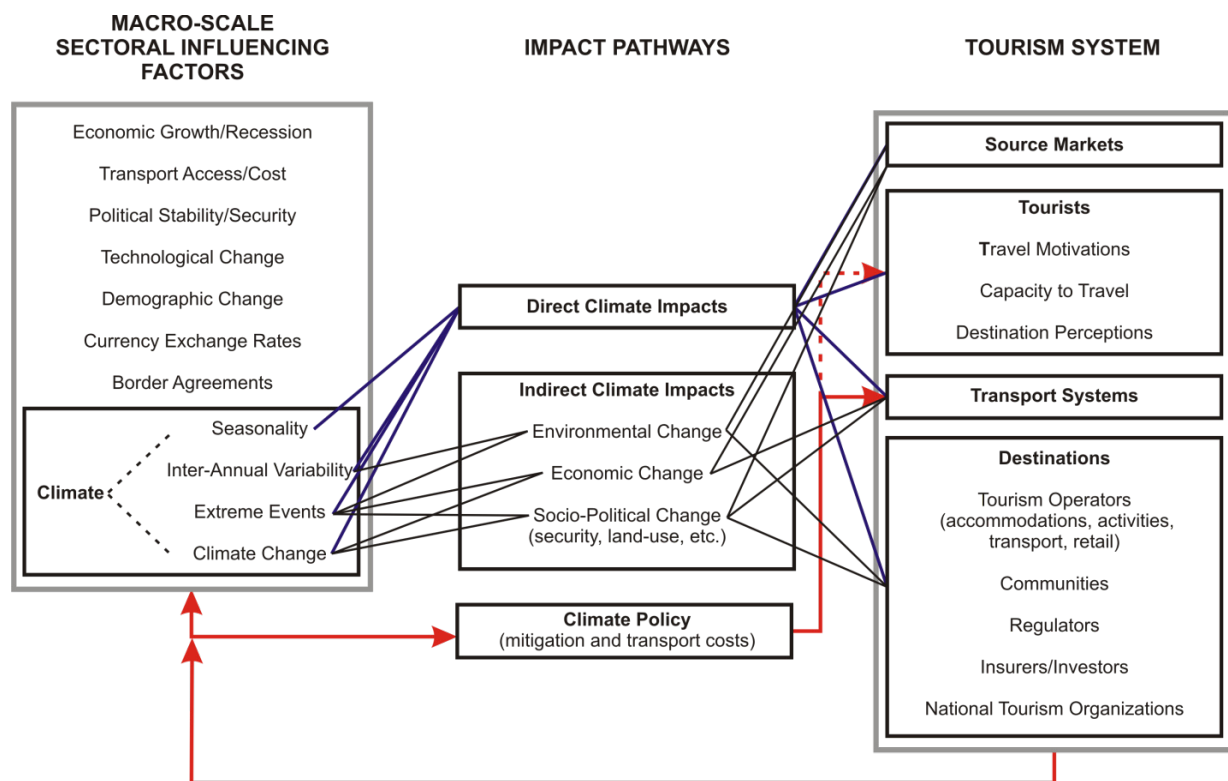 MACRO-SCALE
SECTORAL INFLUENCING
FACTORS
Economic Growth/Recession
Transport Access/Cost
Political Stability/Security
Technological Change
Demographic Change
Currency Exchange Rates
Border Agreements
Climate
Seasonality
Inter-Annual Variability
Extreme Events
Climate Change
IMPACT PATHWAYS
Direct Climate Impacts
Indirect Climate Impacts
Environmental Change
Economic Change
Socio-Political Change
(security, land-use, etc.)
Climate Policy
(mitigation and transport costs)
TOURISM SYSTEM
Source Markets
Tourists
Travel Motivations
Capacity to Travel
Destination Perceptions
Transport Systems
Destinations
Tourism Operators
(accommodations, activities,
transport, retail)
Communities
Regulators
Insurers/Investors
National Tourism Organizations